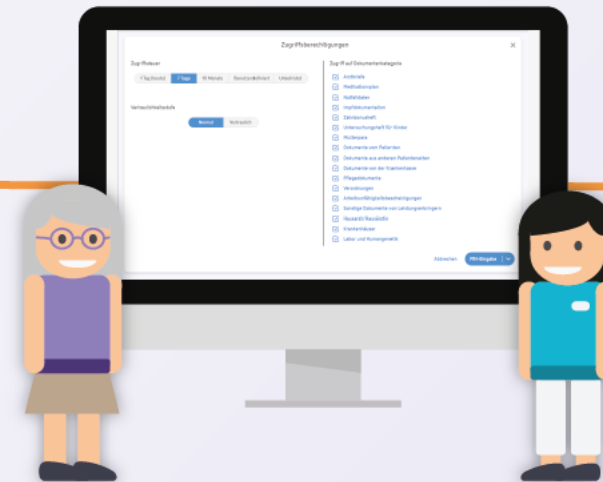 Zugriffsberechtigungen
Zugriffsdauer
1 Tag (heute) 7 Tage 18 Monate Benutzerdefiniert Unbefristet
Vertraulichkeitsstufe
Normal Vertraulich
Zugriff auf Dokumentenkategorie
Arztbriefe
Medikationsplan
Notfalldaten
Impfdokumentation
Zahnbonusheft
Untersuchungsheft für Kinder
Mutterpass
Dokumente vom Patienten
Dokumente aus anderen Patientenakten
Dokumente von der Krankenkasse
Pflegedokumente
Verordnungen
Arbeitsunfähigkeitsbescheinigungen
Sonstige Dokumente von Leistungserbringern
Hausarzt/Hausärztin
Krankenhäuser
Labor und Humangenetik
Abbrechen PIN-Eingabe